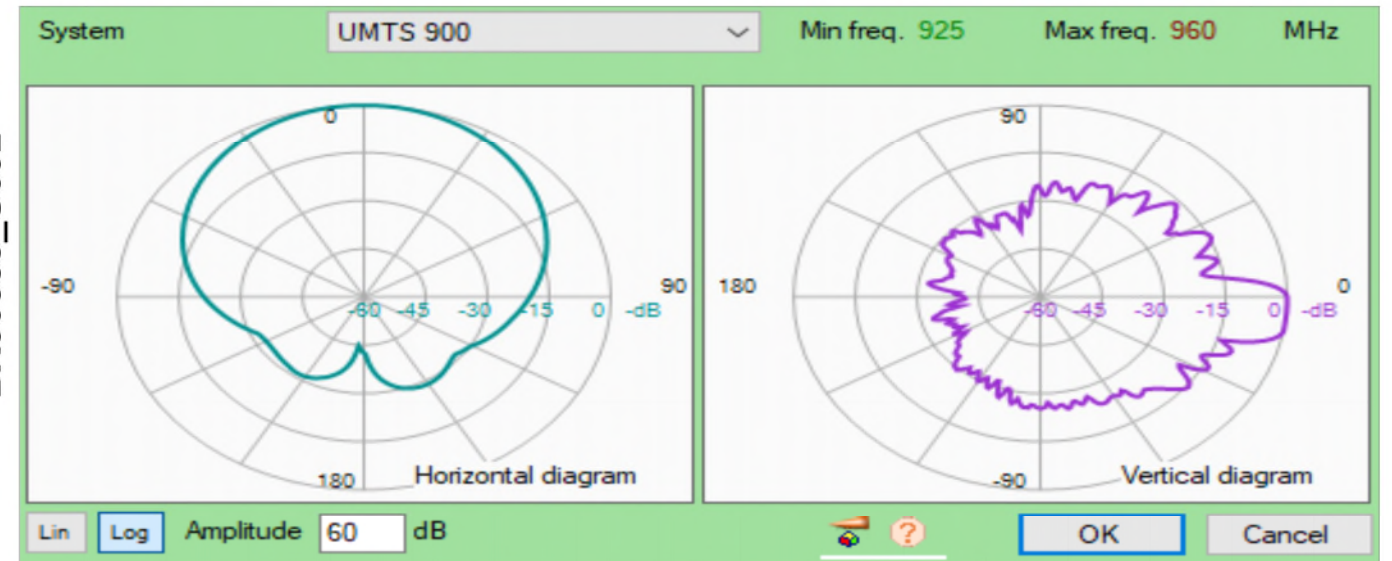 System UMTS 900 Min freq. 925 Max freq. 960 MHz
0
-90 90
-60 -45 -30 -15 0 -dB
180 Horizontal diagram
90
180 0
-60 -45 -30 -15 0 -dB
-90 Vertical diagram
Lin Log Amplitude 60 dB ? OK Cancel